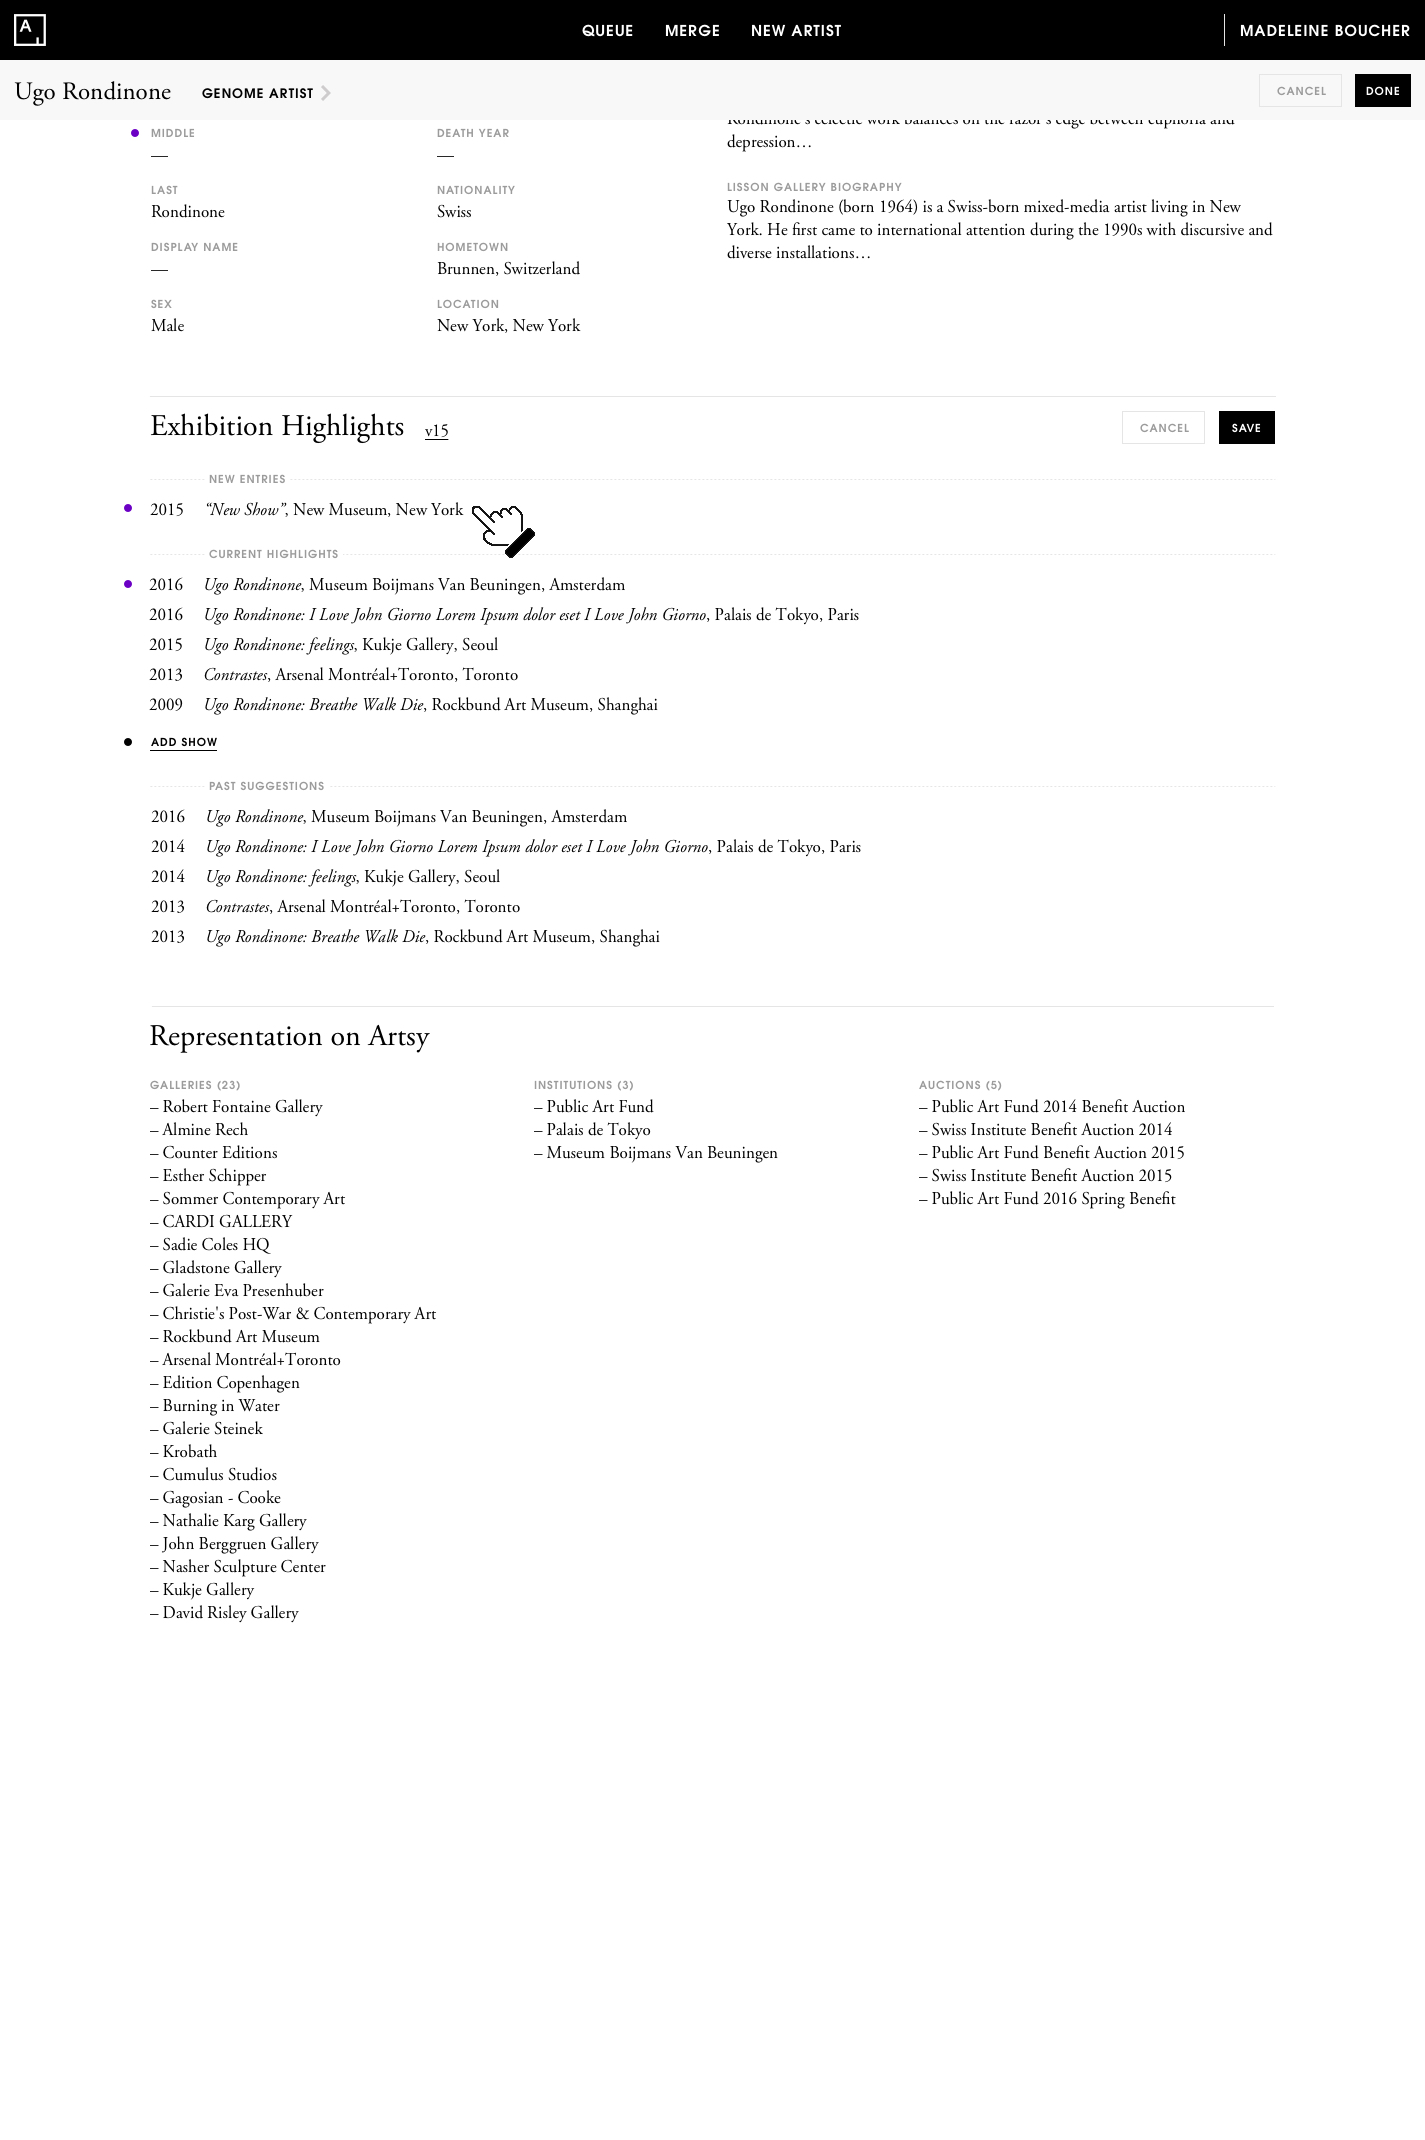 A
QUEUE MERGE NEW ARTIST
MADELEINE BOUCHER
Ugo Rondinone GENOME ARTIST
CANCEL DONE
MIDDLE
—
LAST
Rondinone
DISPLAY NAME
—
SEX
Male
DEATH YEAR
—
NATIONALITY
Swiss
HOMETOWN
Brunnen, Switzerland
LOCATION
New York, New York
Rondinone's eclectic work balances on the razor's edge between euphoria and
depression…
LISSON GALLERY BIOGRAPHY
Ugo Rondinone (born 1964) is a Swiss-born mixed-media artist living in New
York. He first came to international attention during the 1990s with discursive and
diverse installations…
Exhibition Highlights v15
CANCEL SAVE
NEW ENTRIES
2015 “New Show”, New Museum, New York
CURRENT HIGHLIGHTS
2016 Ugo Rondinone, Museum Boijmans Van Beuningen, Amsterdam
2016 Ugo Rondinone: I Love John Giorno Lorem Ipsum dolor eset I Love John Giorno, Palais de Tokyo, Paris
2015 Ugo Rondinone: feelings, Kukje Gallery, Seoul
2013 Contrastes, Arsenal Montréal+Toronto, Toronto
2009 Ugo Rondinone: Breathe Walk Die, Rockbund Art Museum, Shanghai
ADD SHOW
PAST SUGGESTIONS
2016 Ugo Rondinone, Museum Boijmans Van Beuningen, Amsterdam
2014 Ugo Rondinone: I Love John Giorno Lorem Ipsum dolor eset I Love John Giorno, Palais de Tokyo, Paris
2014 Ugo Rondinone: feelings, Kukje Gallery, Seoul
2013 Contrastes, Arsenal Montréal+Toronto, Toronto
2013 Ugo Rondinone: Breathe Walk Die, Rockbund Art Museum, Shanghai
Representation on Artsy
GALLERIES (23)
– Robert Fontaine Gallery
– Almine Rech
– Counter Editions
– Esther Schipper
– Sommer Contemporary Art
– CARDI GALLERY
– Sadie Coles HQ
– Gladstone Gallery
– Galerie Eva Presenhuber
– Christie's Post-War & Contemporary Art
– Rockbund Art Museum
– Arsenal Montréal+Toronto
– Edition Copenhagen
– Burning in Water
– Galerie Steinek
– Krobath
– Cumulus Studios
– Gagosian - Cooke
– Nathalie Karg Gallery
– John Berggruen Gallery
– Nasher Sculpture Center
– Kukje Gallery
– David Risley Gallery
INSTITUTIONS (3)
– Public Art Fund
– Palais de Tokyo
– Museum Boijmans Van Beuningen
AUCTIONS (5)
– Public Art Fund 2014 Benefit Auction
– Swiss Institute Benefit Auction 2014
– Public Art Fund Benefit Auction 2015
– Swiss Institute Benefit Auction 2015
– Public Art Fund 2016 Spring Benefit